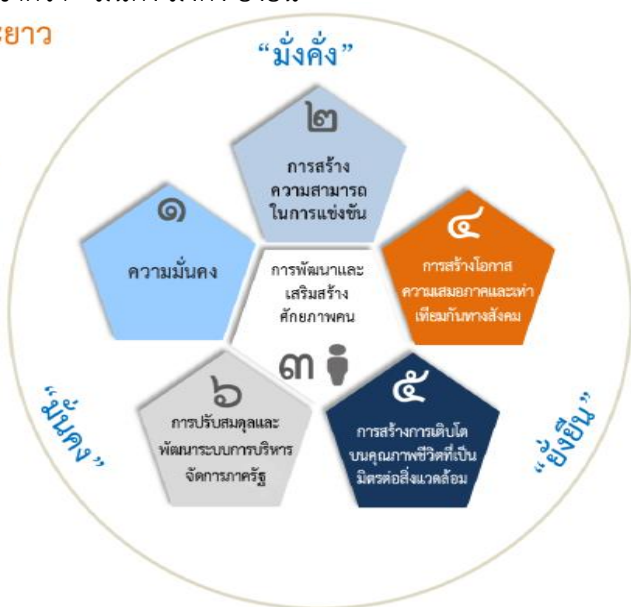 ะยาว
“มั่งคั่ง”
๒
การสร้าง
ความสามารถ
ในการแข่งขัน
๑
ความมั่นคง
๔
การสร้างโอกาส
ความเสมอภาคและเท่า
เทียมกันทางสังคม
การพัฒนาและ
เสริมสร้าง
ศักยภาพคน
๓
๖
การปรับสมดุลและ
พัฒนาระบบการบริหาร
จัดการภาครัฐ
๕
การสร้างการเติบโต
บนคุณภาพชีวิตที่เป็น
มิตรต่อสิ่งแวดล้อม
“มั่นคง”
“ยั่งยืน”